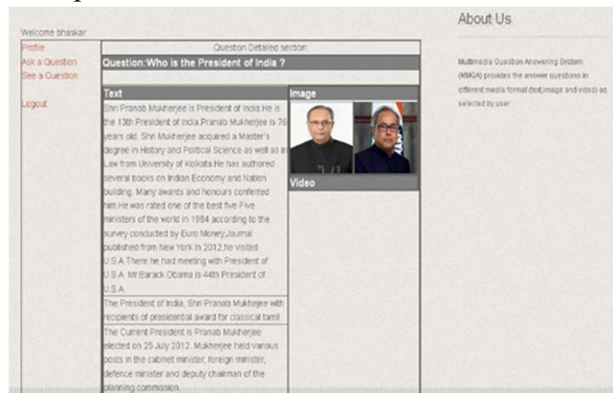 About Us
Welcome bhaskar
Profile
Ask a Question
See a Question
Logout
Question Detailed section
Question:Who is the President of India ?
Text
Shri Pranab Mukherjee is President of India.He is
the 13th President of India.Pranab Mukherjee is 76
years old. Shri Mukherjee acquired a Master's
degree in History and Political Science as well as in
Law from University of Kolkata.He has authored
several books on Indian Economy and Nation
building. Many awards and honours conferred
him.He was rated one of the best five Five
ministers of the world in 1984 according to the
survey conducted by Euro Money,Journal
published from New York in 2012,he visited
U.S.A.There he had meeting with President of
U.S.A. Mr.Barack Obama is 44th President of
U.S.A.
The President of India, Shri Pranab Mukherjee with
recipients of presidential award for classical tamil
The Current President is Pranab Mukherjee
elected on 25 July 2012. Mukherjee held various
posts in the cabinet minister, foreign minister,
defence minister and deputy chairman of the
planning commission.
Image
Video
Multimedia Question Answering System
(MMQA) provides the answer questions in
different media format (text,image and video) as
selected by user